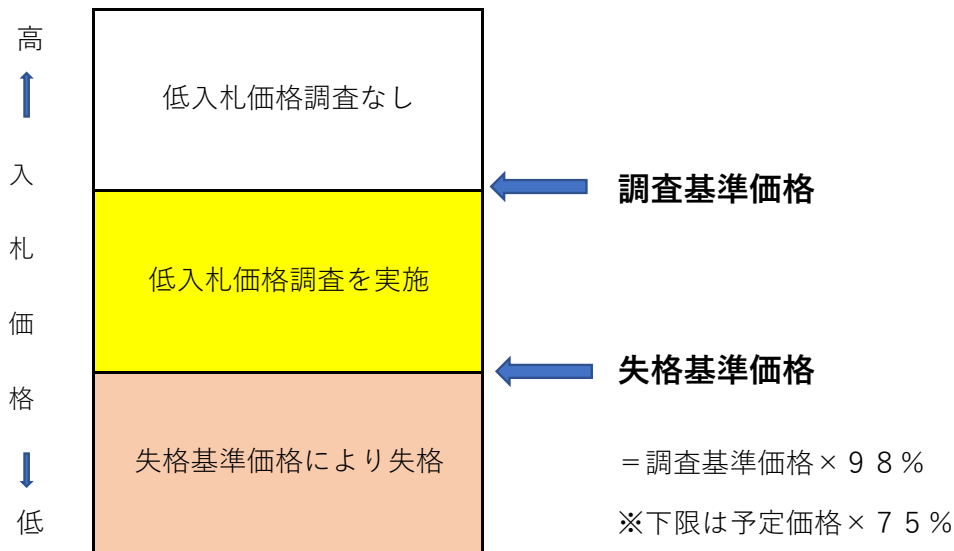 高
入
札
価
格
低
低入札価格調査なし
調査基準価格
低入札価格調査を実施
失格基準価格
失格基準価格により失格
＝調査基準価格×９８％
※下限は予定価格×７５％